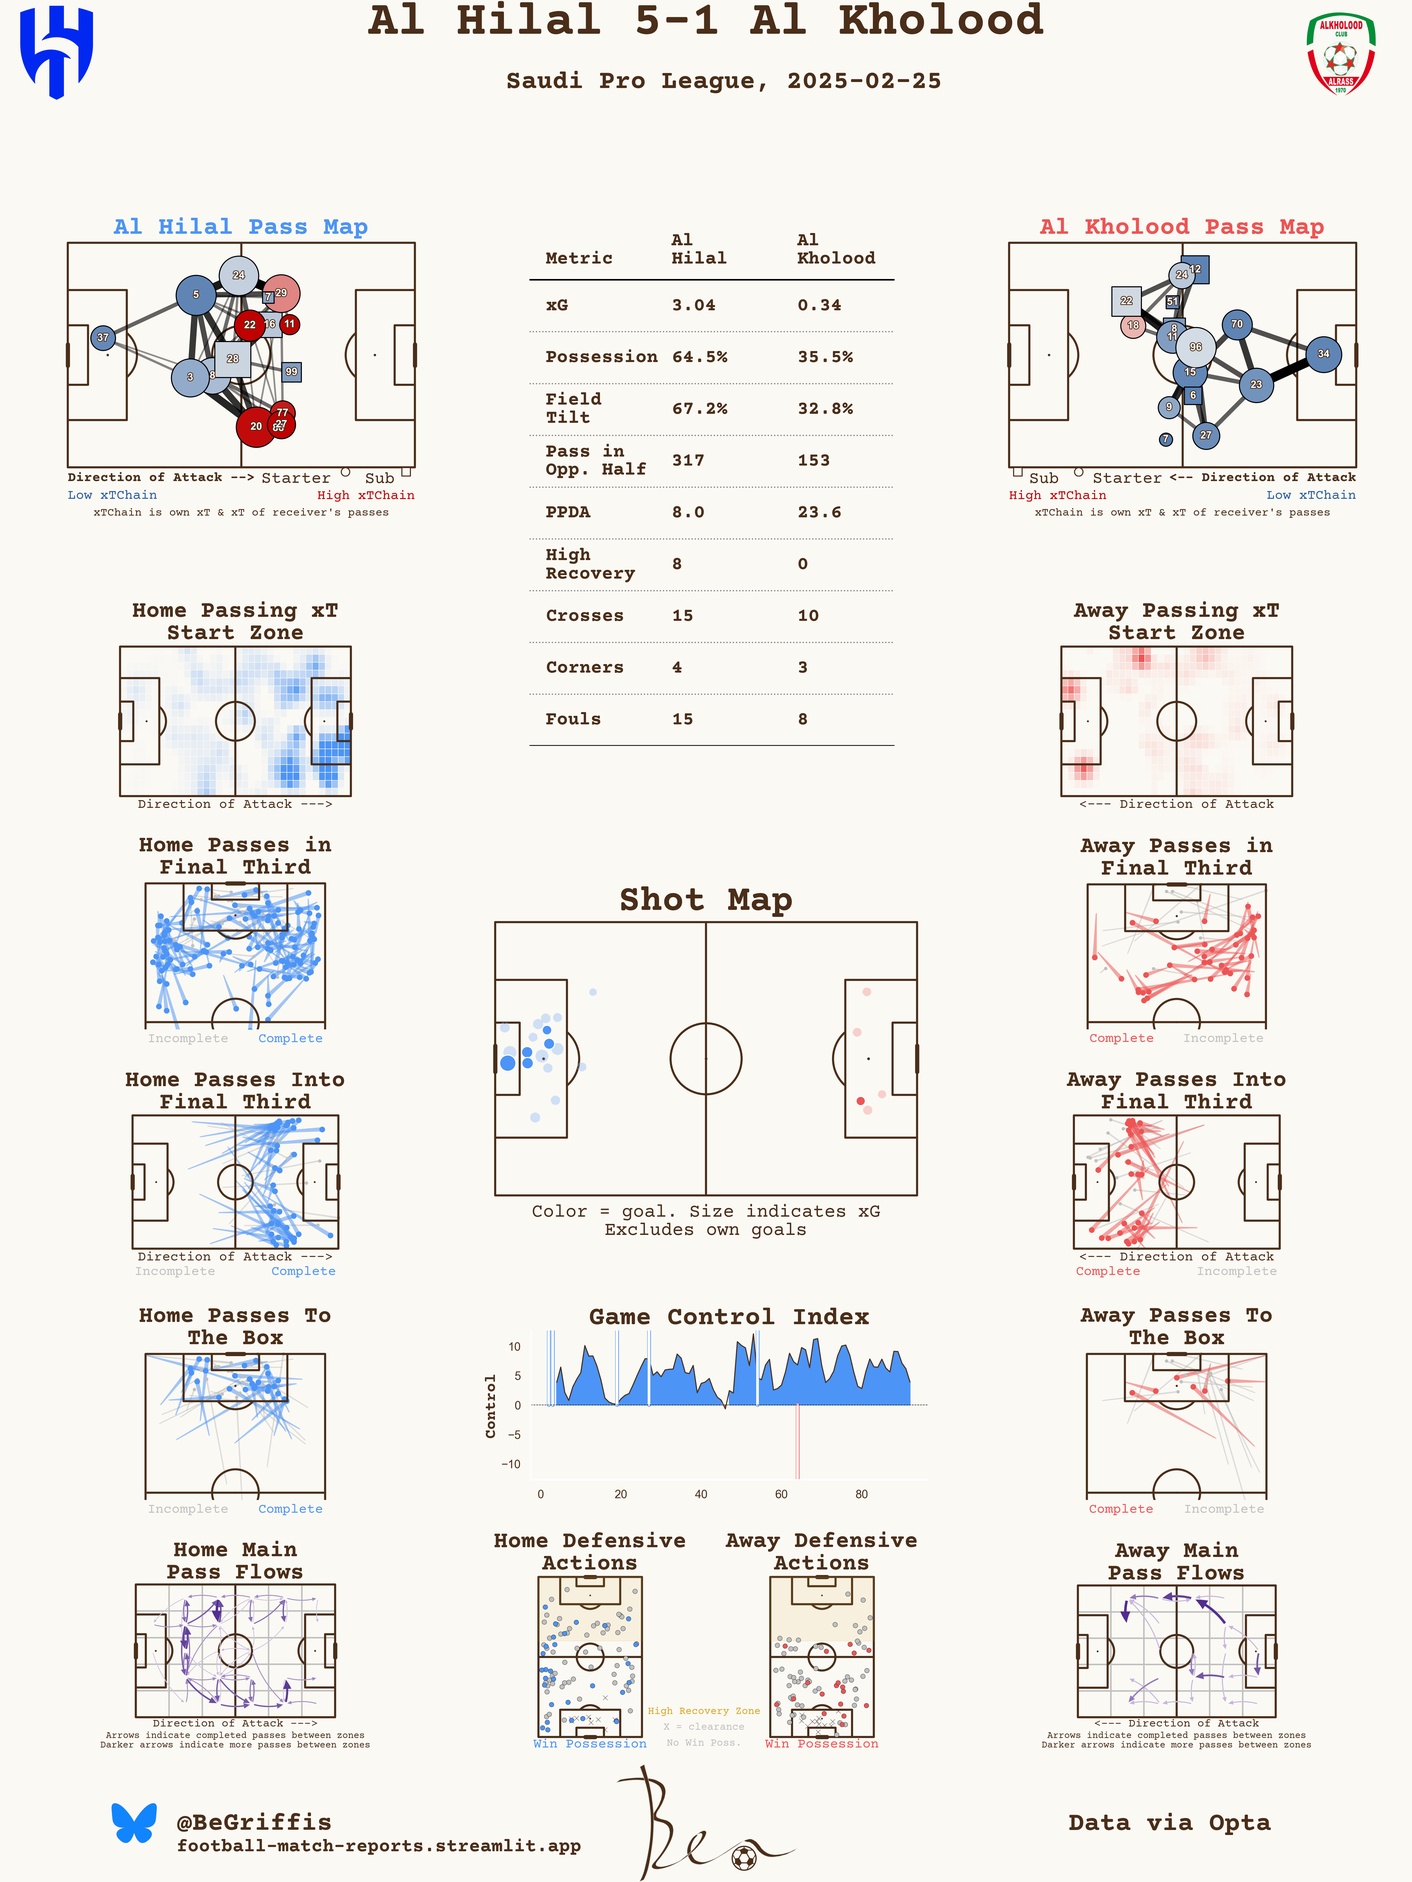 Al Hilal 5-1 Al Kholood
Saudi Pro League, 2025-02-25
ALKHOLOOD
CLUB
ALRASS
1970
Al Hilal Pass Map
24
5
7
29
22
16
11
37
28
3
8
99
77
20
27
Direction of Attack --> Starter Sub
Low xTChain High xTChain
xTChain is own xT & xT of receiver's passes
Metric Al Hilal Al Kholood
xG 3.04 0.34
Possession 64.5% 35.5%
Field Tilt 67.2% 32.8%
Pass in Opp. Half 317 153
PPDA 8.0 23.6
High Recovery 8 0
Crosses 15 10
Corners 4 3
Fouls 15 8
Al Kholood Pass Map
24
12
22
51
18
8
11
70
96
34
15
23
6
9
27
7
Sub Starter <-- Direction of Attack
High xTChain Low xTChain
xTChain is own xT & xT of receiver's passes
Home Passing xT
Start Zone
Direction of Attack --->
Away Passing xT
Start Zone
<--- Direction of Attack
Home Passes in
Final Third
Incomplete Complete
Away Passes in
Final Third
Complete Incomplete
Shot Map
Color = goal. Size indicates xG
Excludes own goals
Home Passes Into
Final Third
Direction of Attack --->
Incomplete Complete
Away Passes Into
Final Third
<--- Direction of Attack
Complete Incomplete
Home Passes To
The Box
Incomplete Complete
Game Control Index
Control
10
5
0
−5
−10
0 20 40 60 80
Away Passes To
The Box
Complete Incomplete
Home Main
Pass Flows
Direction of Attack --->
Arrows indicate completed passes between zones
Darker arrows indicate more passes between zones
Home Defensive
Actions
Win Possession
High Recovery Zone
X = clearance
No Win Poss.
Away Defensive
Actions
Win Possession
Away Main
Pass Flows
<--- Direction of Attack
Arrows indicate completed passes between zones
Darker arrows indicate more passes between zones
@BeGriffis
football-match-reports.streamlit.app
Ben
Data via Opta